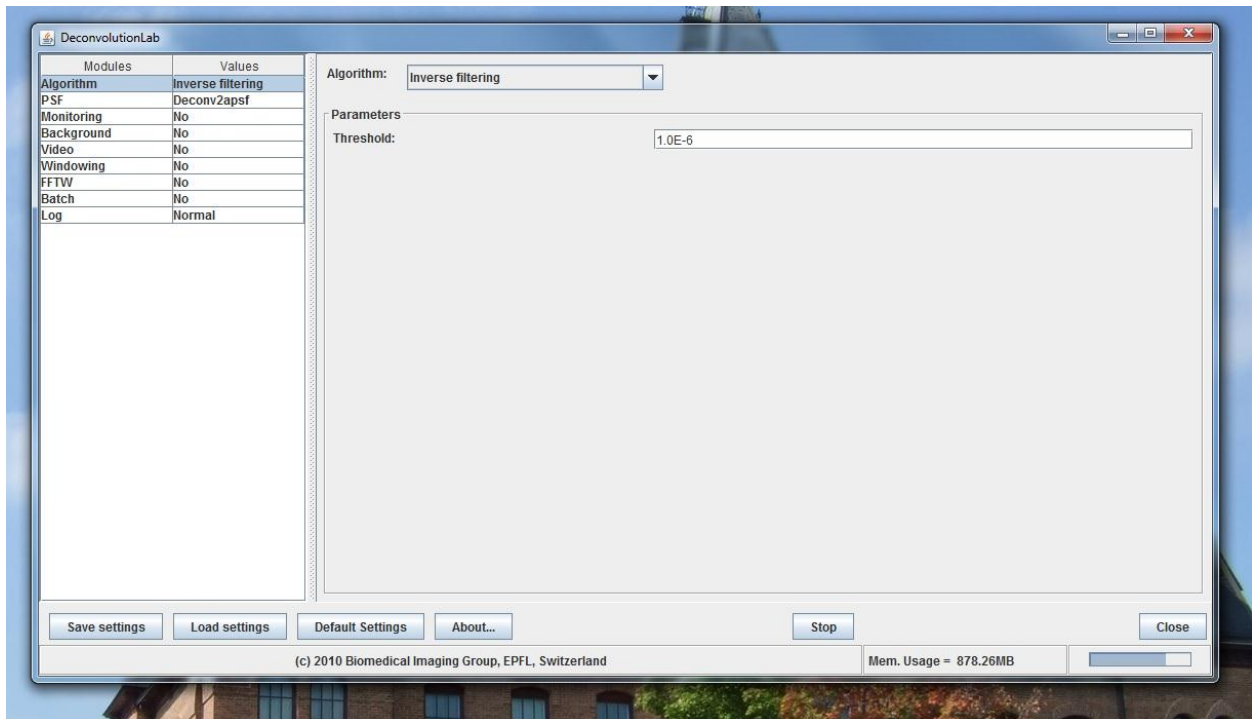 DeconvolutionLab
Modules Values
Algorithm Inverse filtering
PSF Deconv2apsf
Monitoring No
Background No
Video No
Windowing No
FFTW No
Batch No
Log Normal
Algorithm: Inverse filtering
Parameters
Threshold: 1.0E-6
Save settings Load settings Default Settings About... Stop Close
(c) 2010 Biomedical Imaging Group, EPFL, Switzerland Mem. Usage = 878.26MB